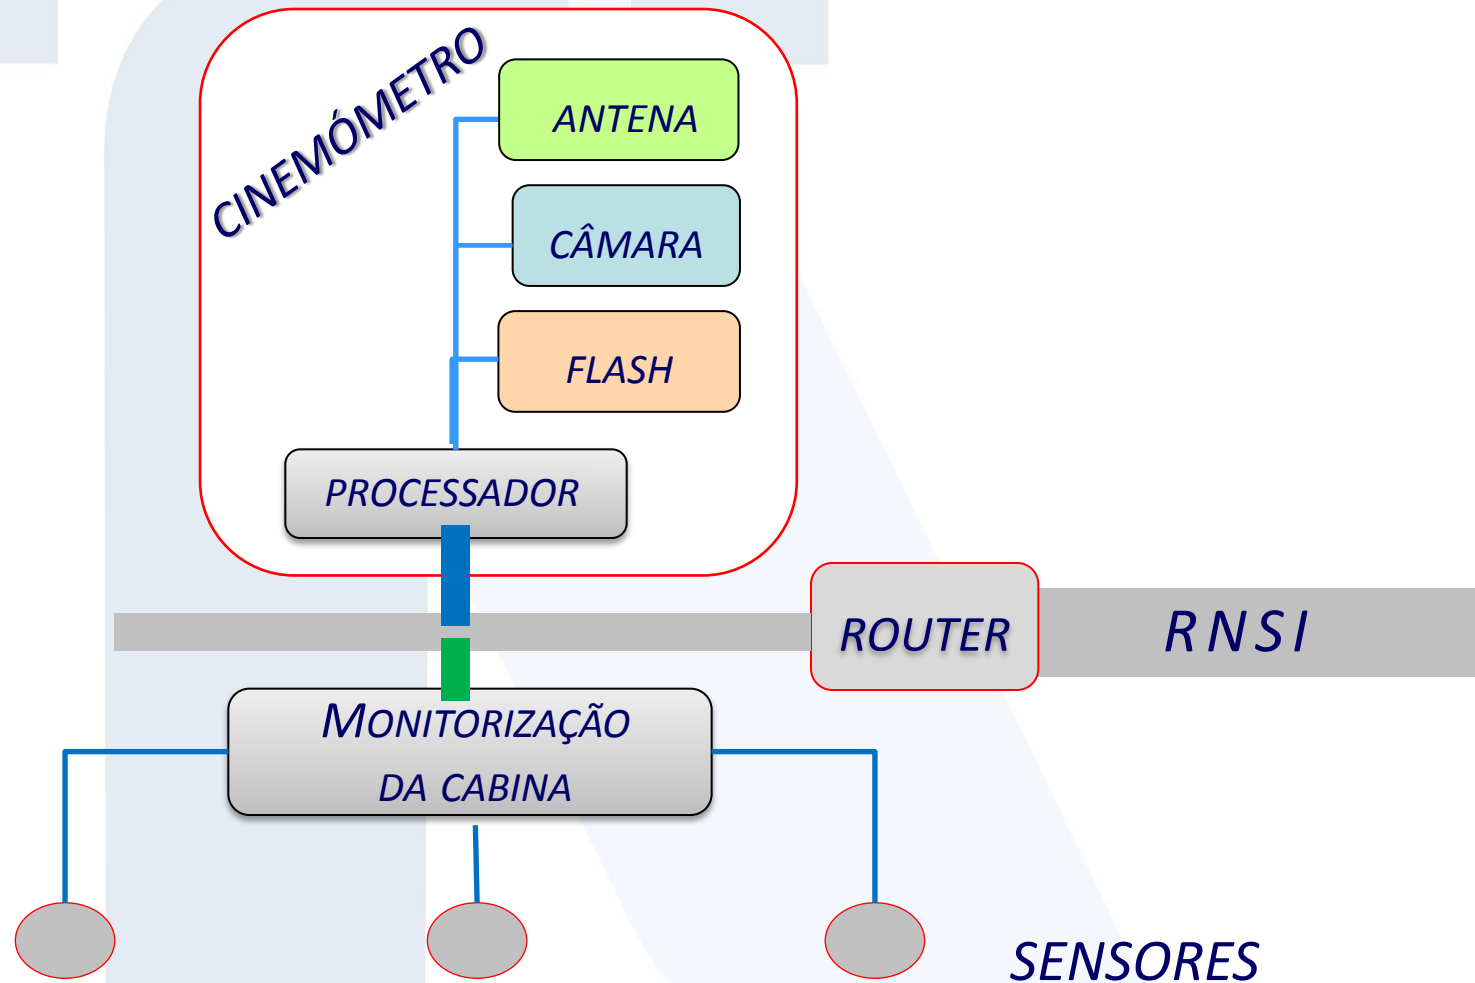 CINEMÓMETRO
ANTENA
CÂMARA
FLASH
PROCESSADOR
ROUTER
RNSI
MONITORIZAÇÃO
DA CABINA
SENSORES